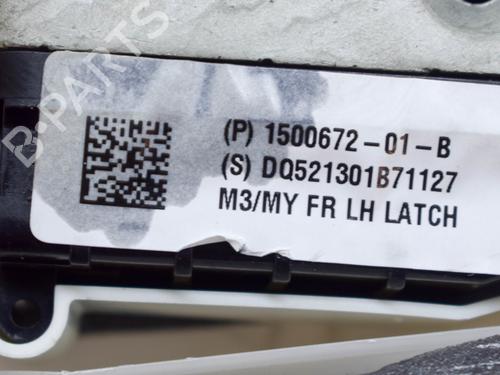 B-PARTS
(P) 1500672-01-B
(S) DQ521301B71127
M3/MY FR LH LATCH